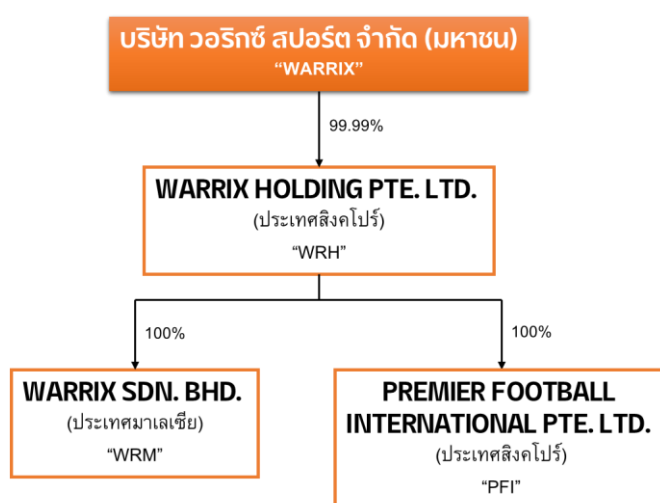 บริษัท วอริกซ์ สปอร์ต จำกัด (มหาชน)
“WARRIX”
99.99%
WARRIX HOLDING PTE. LTD.
(ประเทศสิงคโปร์)
“WRH”
100%
100%
WARRIX SDN. BHD.
(ประเทศมาเลเซีย)
“WRM”
PREMIER FOOTBALL
INTERNATIONAL PTE. LTD.
(ประเทศสิงคโปร์)
“PFI”